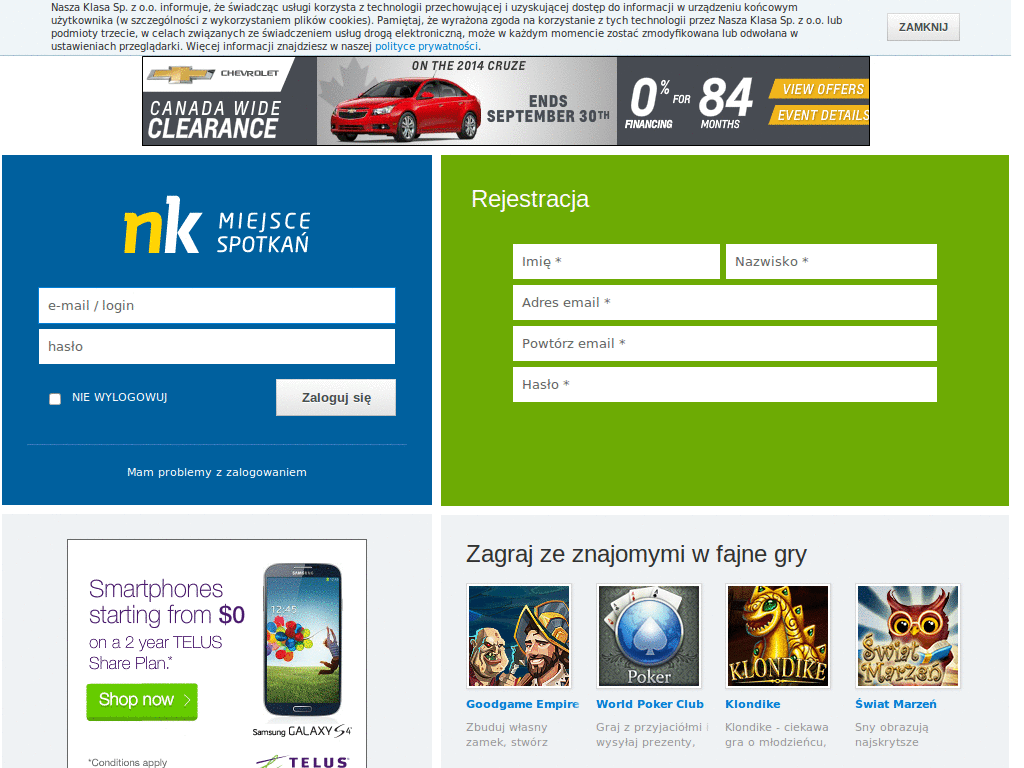 Nasza Klasa Sp. z o.o. informuje, że świadcząc usługi korzysta z technologii przechowującej i uzyskującej dostęp do informacji w urządzeniu końcowym
użytkownika (w szczególności z wykorzystaniem plików cookies). Pamiętaj, że wyrażona zgoda na korzystanie z tych technologii przez Nasza Klasa Sp. z o.o. lub
podmioty trzecie, w celach związanych ze świadczeniem usług drogą elektroniczną, może w każdym momencie zostać zmodyfikowana lub odwołana w
ustawieniach przeglądarki. Więcej informacji znajdziesz w naszej polityce prywatności.
ZAMKNIJ
CHEVROLET
CANADA WIDE
CLEARANCE
ON THE 2014 CRUZE
ENDS
SEPTEMBER 30TH
0% FOR 84
FINANCING MONTHS
VIEW OFFERS
EVENT DETAILS
nk MIEJSCE
SPOTKAŃ
e-mail / login
hasło
NIE WYLOGOWUJ
Zaloguj się
Mam problemy z zalogowaniem
Rejestracja
Imię * Nazwisko *
Adres email *
Powtórz email *
Hasło *
Smartphones
starting from $0
on a 2 year TELUS
Share Plan.*
Shop now
SAMSUNG
12:45
Samsung GALAXY S4
*Conditions apply
TELUS
Zagraj ze znajomymi w fajne gry
Poker
KLONDIKE
Świat
Marzeń
Goodgame Empire
Zbuduj własny
zamek, stwórz
World Poker Club
Graj z przyjaciółmi i
wysyłaj prezenty,
Klondike
Klondike - ciekawa
gra o młodzieńcu,
Świat Marzeń
Sny obrazują
najskrytsze